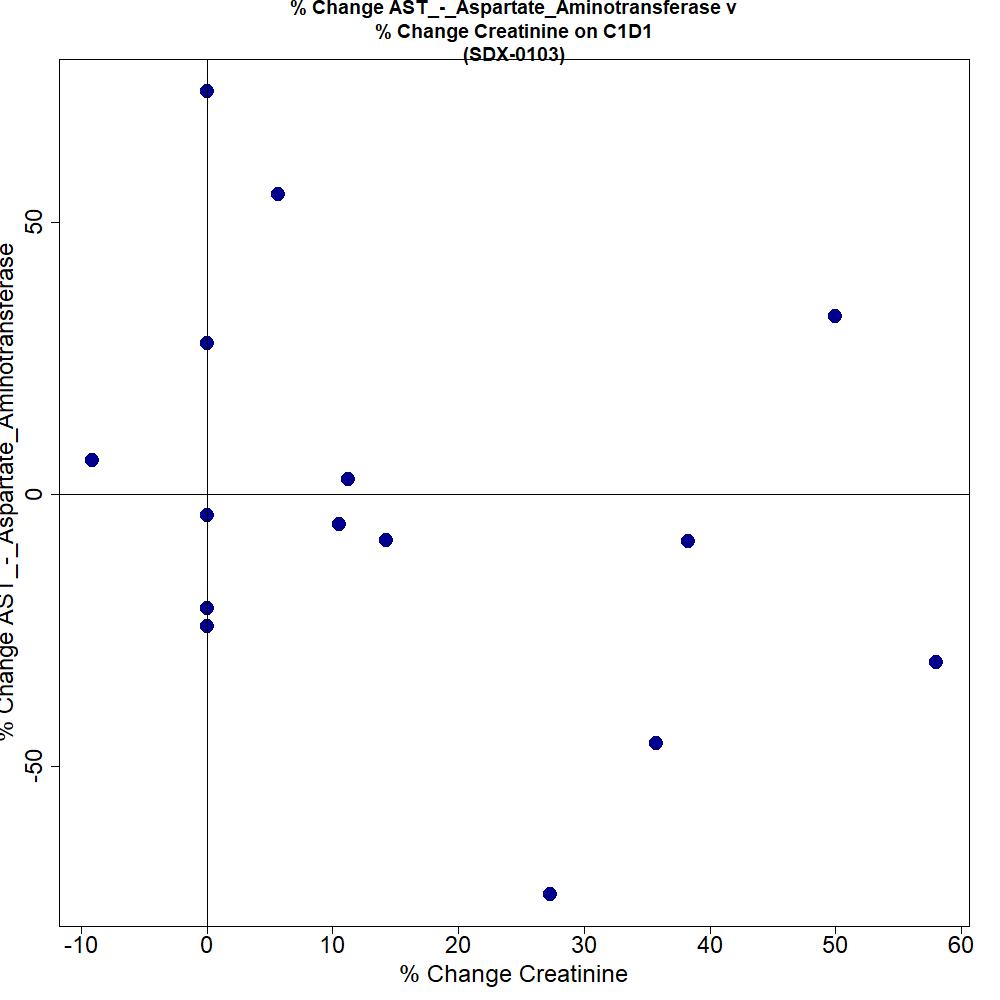 % Change AST_-_Aspartate_Aminotransferase v
% Change Creatinine on C1D1
(SDX-0103)
% Change AST_-_Aspartate_Aminotransferase
50
0
-50
-10 0 10 20 30 40 50 60
% Change Creatinine